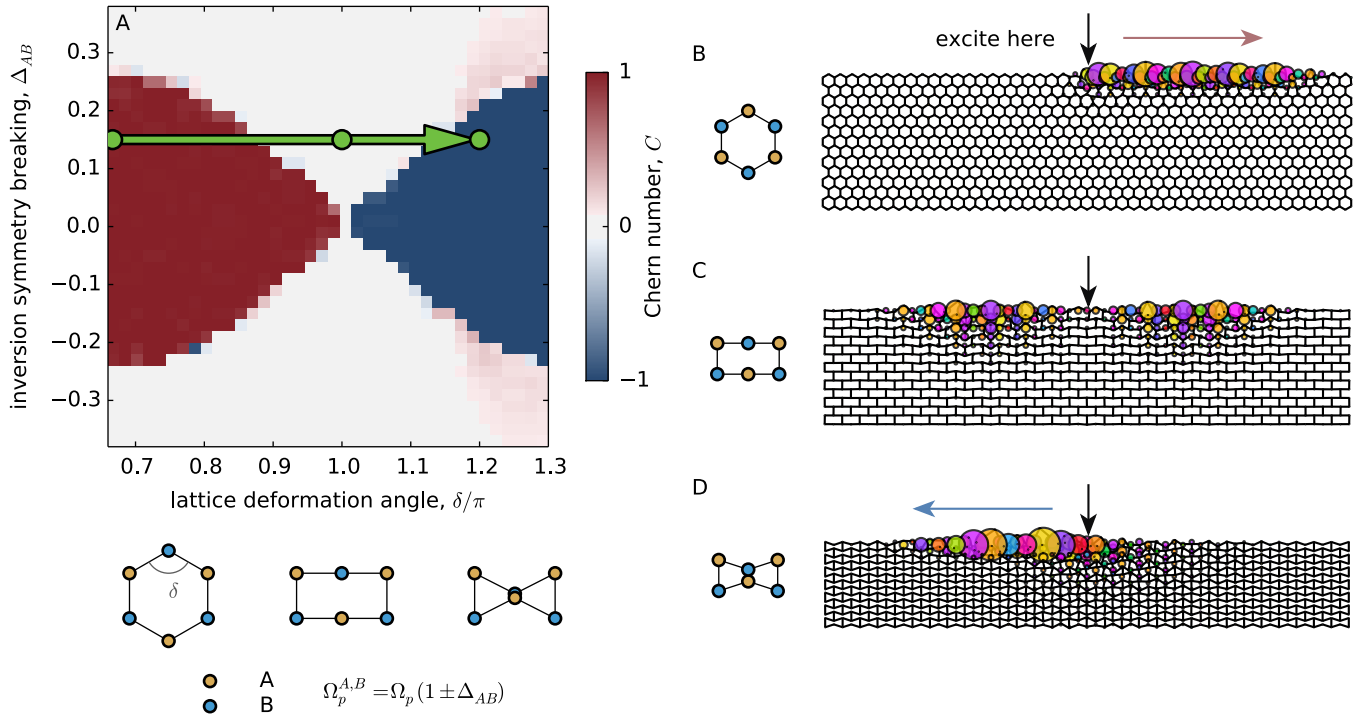 A
inversion symmetry breaking, Δ_AB
0.3
0.2
0.1
0.0
−0.1
−0.2
−0.3
0.7 0.8 0.9 1.0 1.1 1.2 1.3
lattice deformation angle, δ/π
1
0
−1
Chern number, C
δ
A
B
Ω_p^{A,B} = Ω_p (1 ± Δ_AB)
B
excite here
C
D